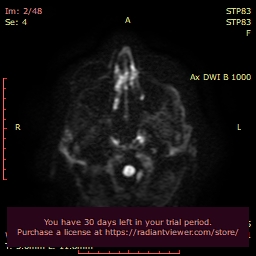 Im: 2/48
Se: 4
A
STP83
STP83
F
Ax DWI B 1000
R
L
You have 30 days left in your trial period.
Purchase a license at https://radiantviewer.com/store/